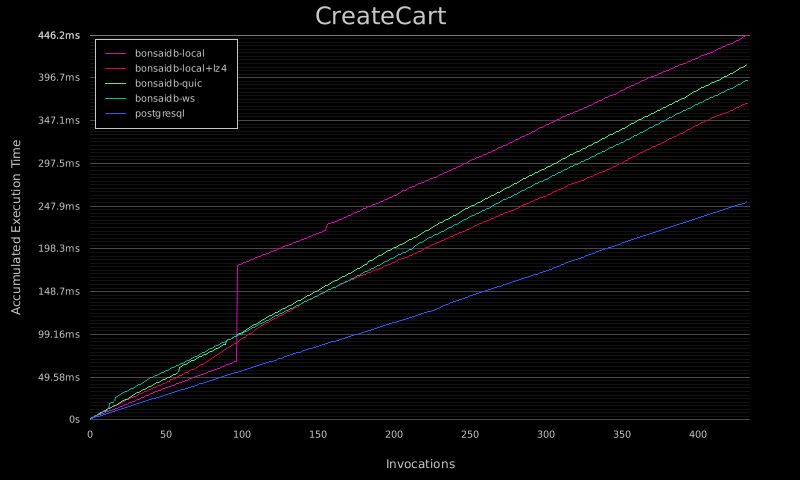 CreateCart
446.2ms
396.7ms
347.1ms
297.5ms
247.9ms
198.3ms
148.7ms
99.16ms
49.58ms
0s
bonsaidb-local
bonsaidb-local+lz4
bonsaidb-quic
bonsaidb-ws
postgresql
Accumulated Execution Time
0 50 100 150 200 250 300 350 400
Invocations